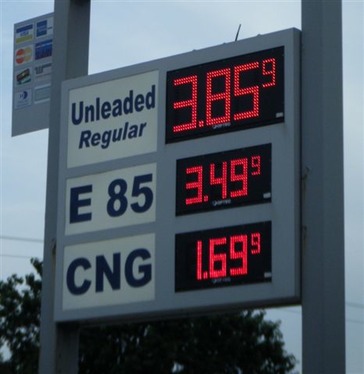 Unleaded
Regular
3.85 9
E 85
3.49 9
CNG
1.69 9